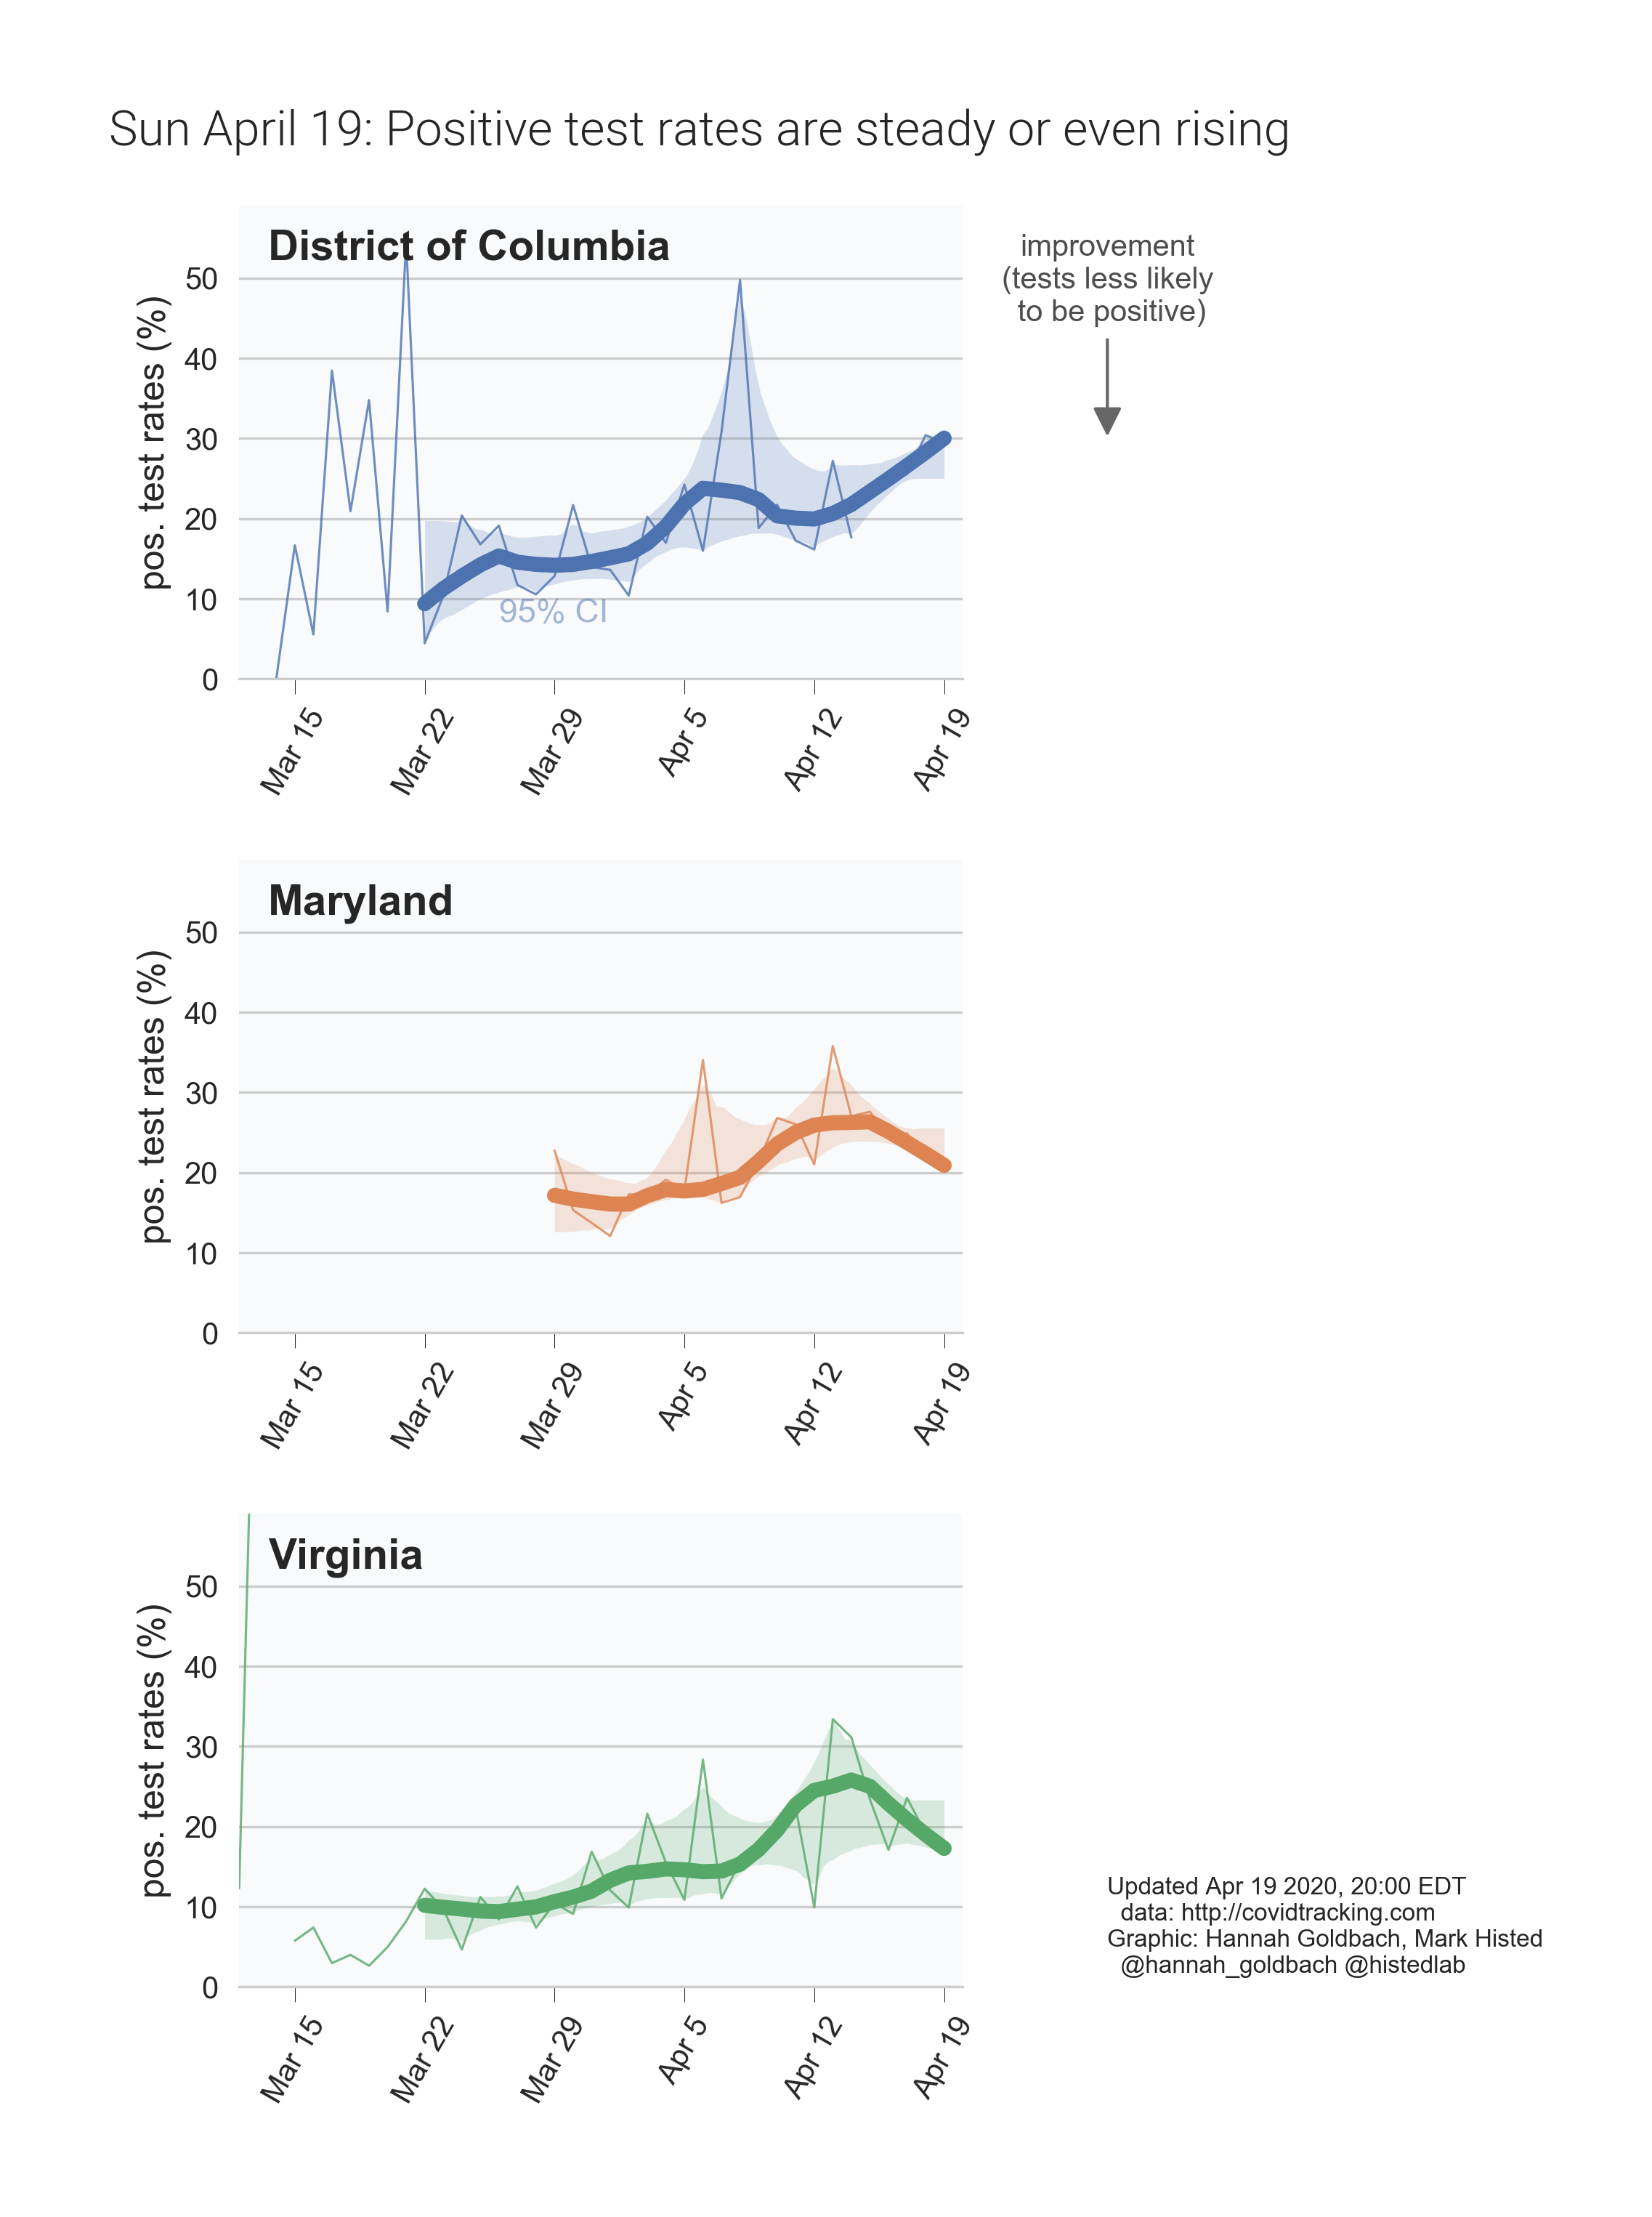 Sun April 19: Positive test rates are steady or even rising
District of Columbia
improvement
(tests less likely
to be positive)
pos. test rates (%)
50
40
30
20
10
0
95% CI
Mar 15
Mar 22
Mar 29
Apr 5
Apr 12
Apr 19
Maryland
pos. test rates (%)
50
40
30
20
10
0
Mar 15
Mar 22
Mar 29
Apr 5
Apr 12
Apr 19
Virginia
pos. test rates (%)
50
40
30
20
10
0
Mar 15
Mar 22
Mar 29
Apr 5
Apr 12
Apr 19
Updated Apr 19 2020, 20:00 EDT
data: http://covidtracking.com
Graphic: Hannah Goldbach, Mark Histed
@hannah_goldbach @histedlab